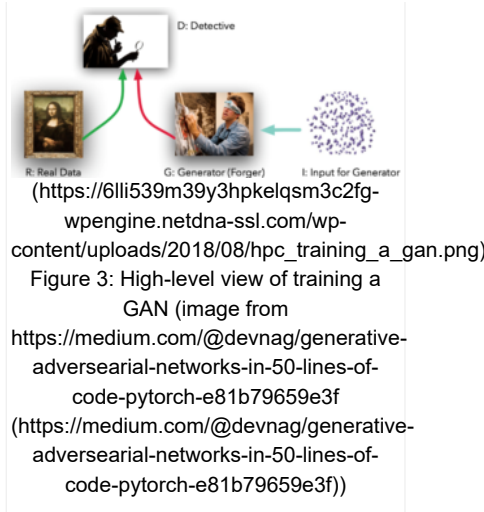 D: Detective
R: Real Data
G: Generator (Forger)
I: Input for Generator
(https://6lli539m39y3hpkelqsm3c2fg-
wpengine.netdna-ssl.com/wp-
content/uploads/2018/08/hpc_training_a_gan.png)
Figure 3: High-level view of training a
GAN (image from
https://medium.com/@devnag/generative-
adversearial-networks-in-50-lines-of-
code-pytorch-e81b79659e3f
(https://medium.com/@devnag/generative-
adversearial-networks-in-50-lines-of-
code-pytorch-e81b79659e3f))